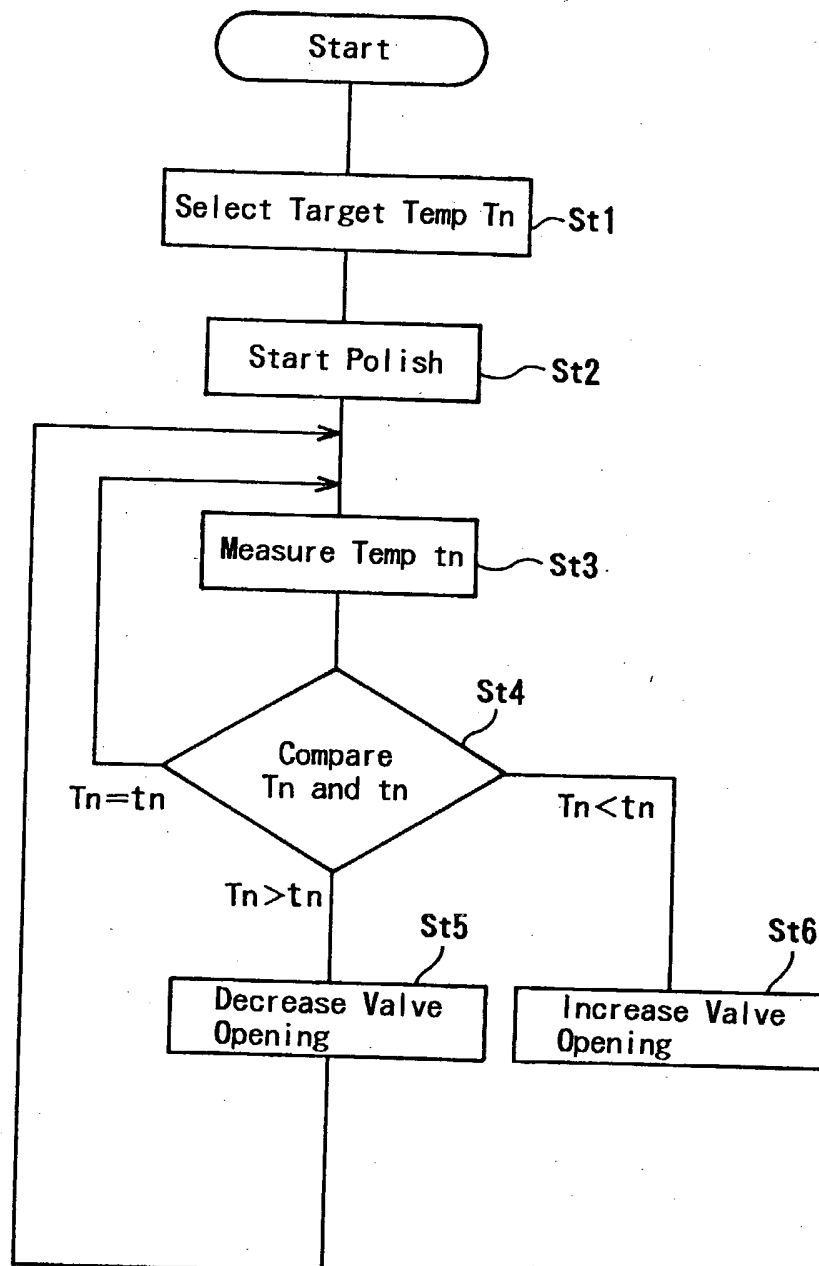 Start
Select Target Temp Tn
St1
Start Polish
St2
Measure Temp tn
St3
St4
Compare
Tn and tn
Tn=tn
Tn<tn
Tn>tn
St5
Decrease Valve
Opening
St6
Increase Valve
Opening